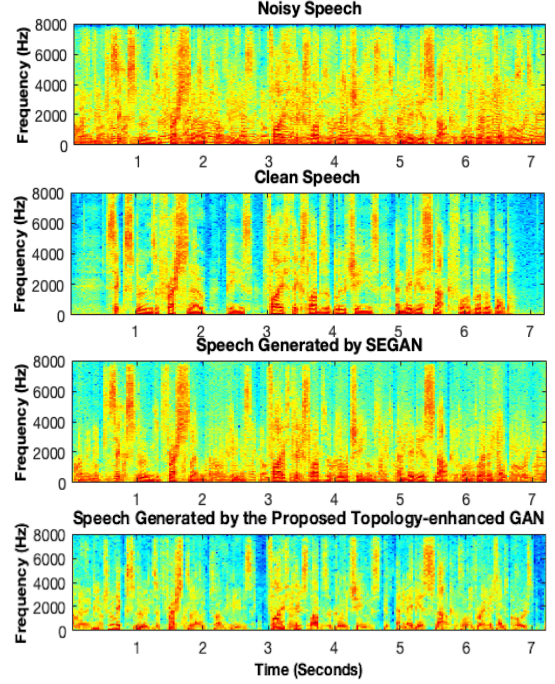 Noisy Speech
Frequency (Hz)
8000
6000
4000
2000
0
1 2 3 4 5 6 7
Clean Speech
Frequency (Hz)
8000
6000
4000
2000
0
1 2 3 4 5 6 7
Speech Generated by SEGAN
Frequency (Hz)
8000
6000
4000
2000
0
1 2 3 4 5 6 7
Speech Generated by the Proposed Topology-enhanced GAN
Frequency (Hz)
8000
6000
4000
2000
0
1 2 3 4 5 6 7
Time (Seconds)